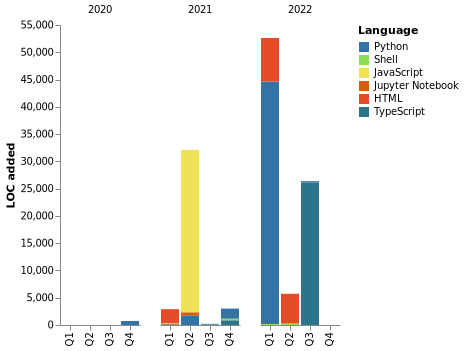 2020 2021 2022
Language
Python
Shell
JavaScript
Jupyter Notebook
HTML
TypeScript
LOC added
55,000
50,000
45,000
40,000
35,000
30,000
25,000
20,000
15,000
10,000
5,000
0
Q1 Q2 Q3 Q4 Q1 Q2 Q3 Q4 Q1 Q2 Q3 Q4